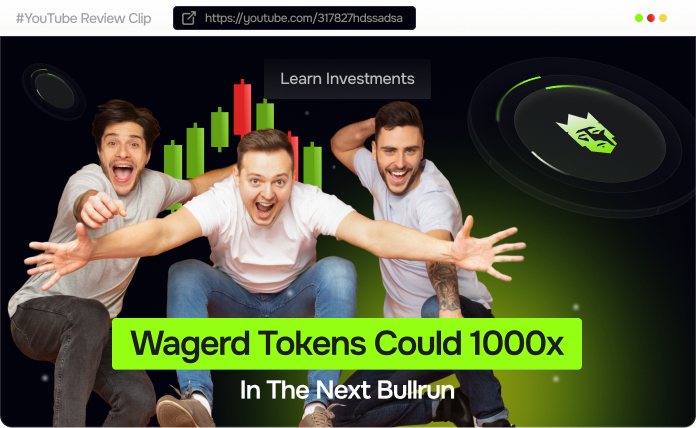 #YouTube Review Clip
https://youtube.com/317827hdssadsa
Learn Investments
Wagerd Tokens Could 1000x
In The Next Bullrun